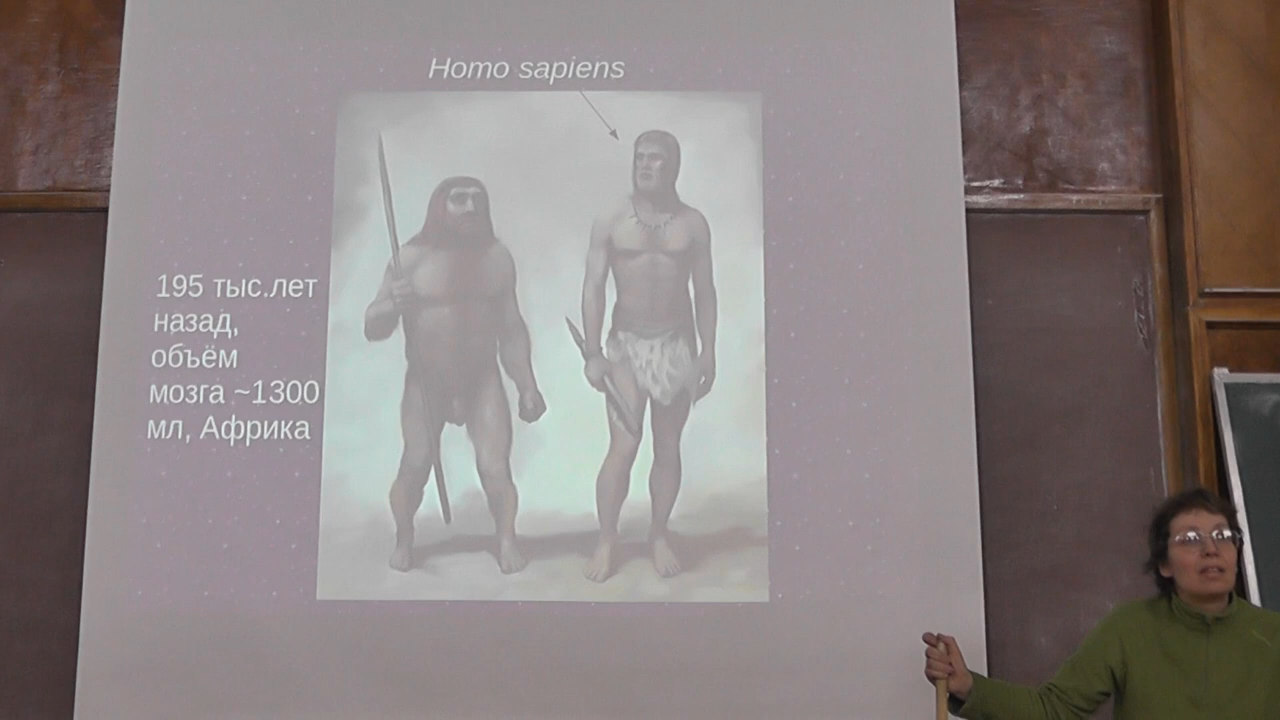 Homo sapiens
195 тыс.лет
назад,
объём
мозга ~1300
мл, Африка